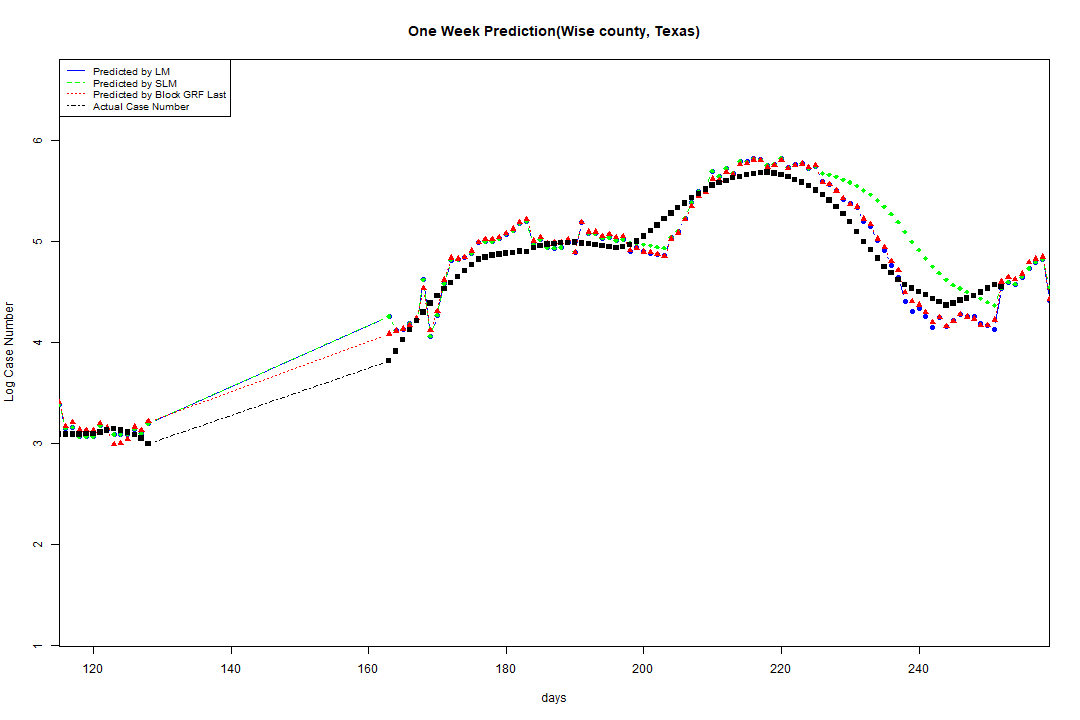 One Week Prediction(Wise county, Texas)
Predicted by LM
Predicted by SLM
Predicted by Block GRF Last
Actual Case Number
6
5
4
3
2
1
Log Case Number
120 140 160 180 200 220 240
days